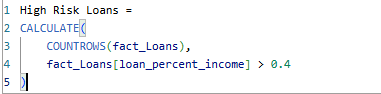 1 High Risk Loans =
2 CALCULATE(
3     COUNTROWS(fact_Loans),
4     fact_Loans[loan_percent_income] > 0.4
5 )